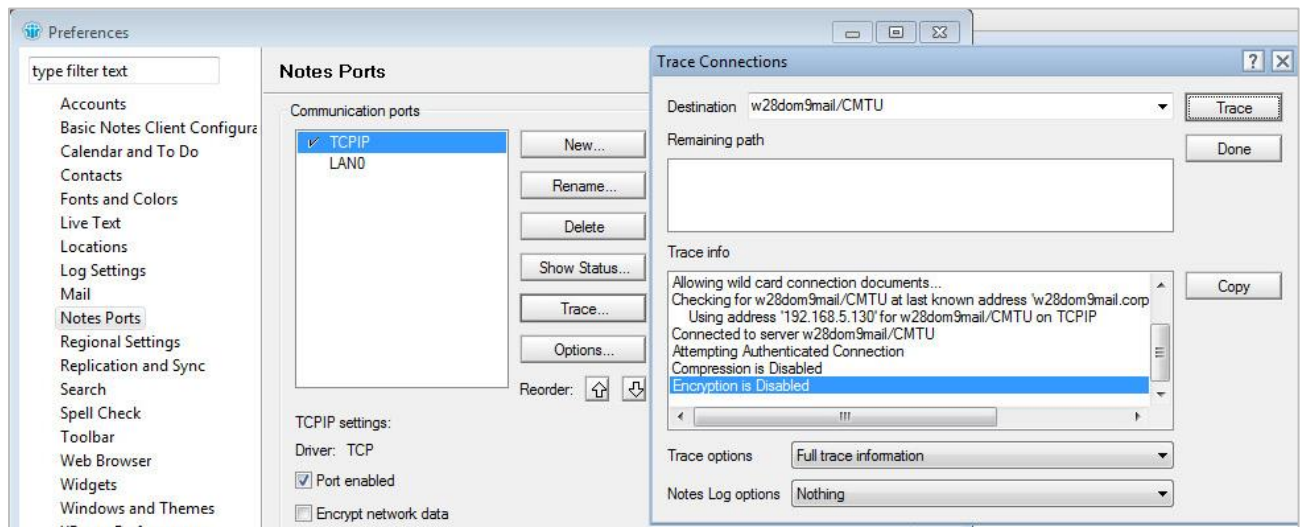 Preferences
type filter text
Accounts
Basic Notes Client Configura
Calendar and To Do
Contacts
Fonts and Colors
Live Text
Locations
Log Settings
Mail
Notes Ports
Regional Settings
Replication and Sync
Search
Spell Check
Toolbar
Web Browser
Widgets
Windows and Themes
Notes Ports
Communication ports
TCPIP
LAN0
New...
Rename...
Delete
Show Status...
Trace...
Options...
Reorder:
TCPIP settings:
Driver: TCP
Port enabled
Encrypt network data
Trace Connections
Destination w28dom9mail/CMTU
Trace
Remaining path
Done
Trace info
Allowing wild card connection documents...
Checking for w28dom9mail/CMTU at last known address 'w28dom9mail.corp
Using address '192.168.5.130' for w28dom9mail/CMTU on TCPIP
Connected to server w28dom9mail/CMTU
Attempting Authenticated Connection
Compression is Disabled
Encryption is Disabled
Copy
Trace options Full trace information
Notes Log options Nothing